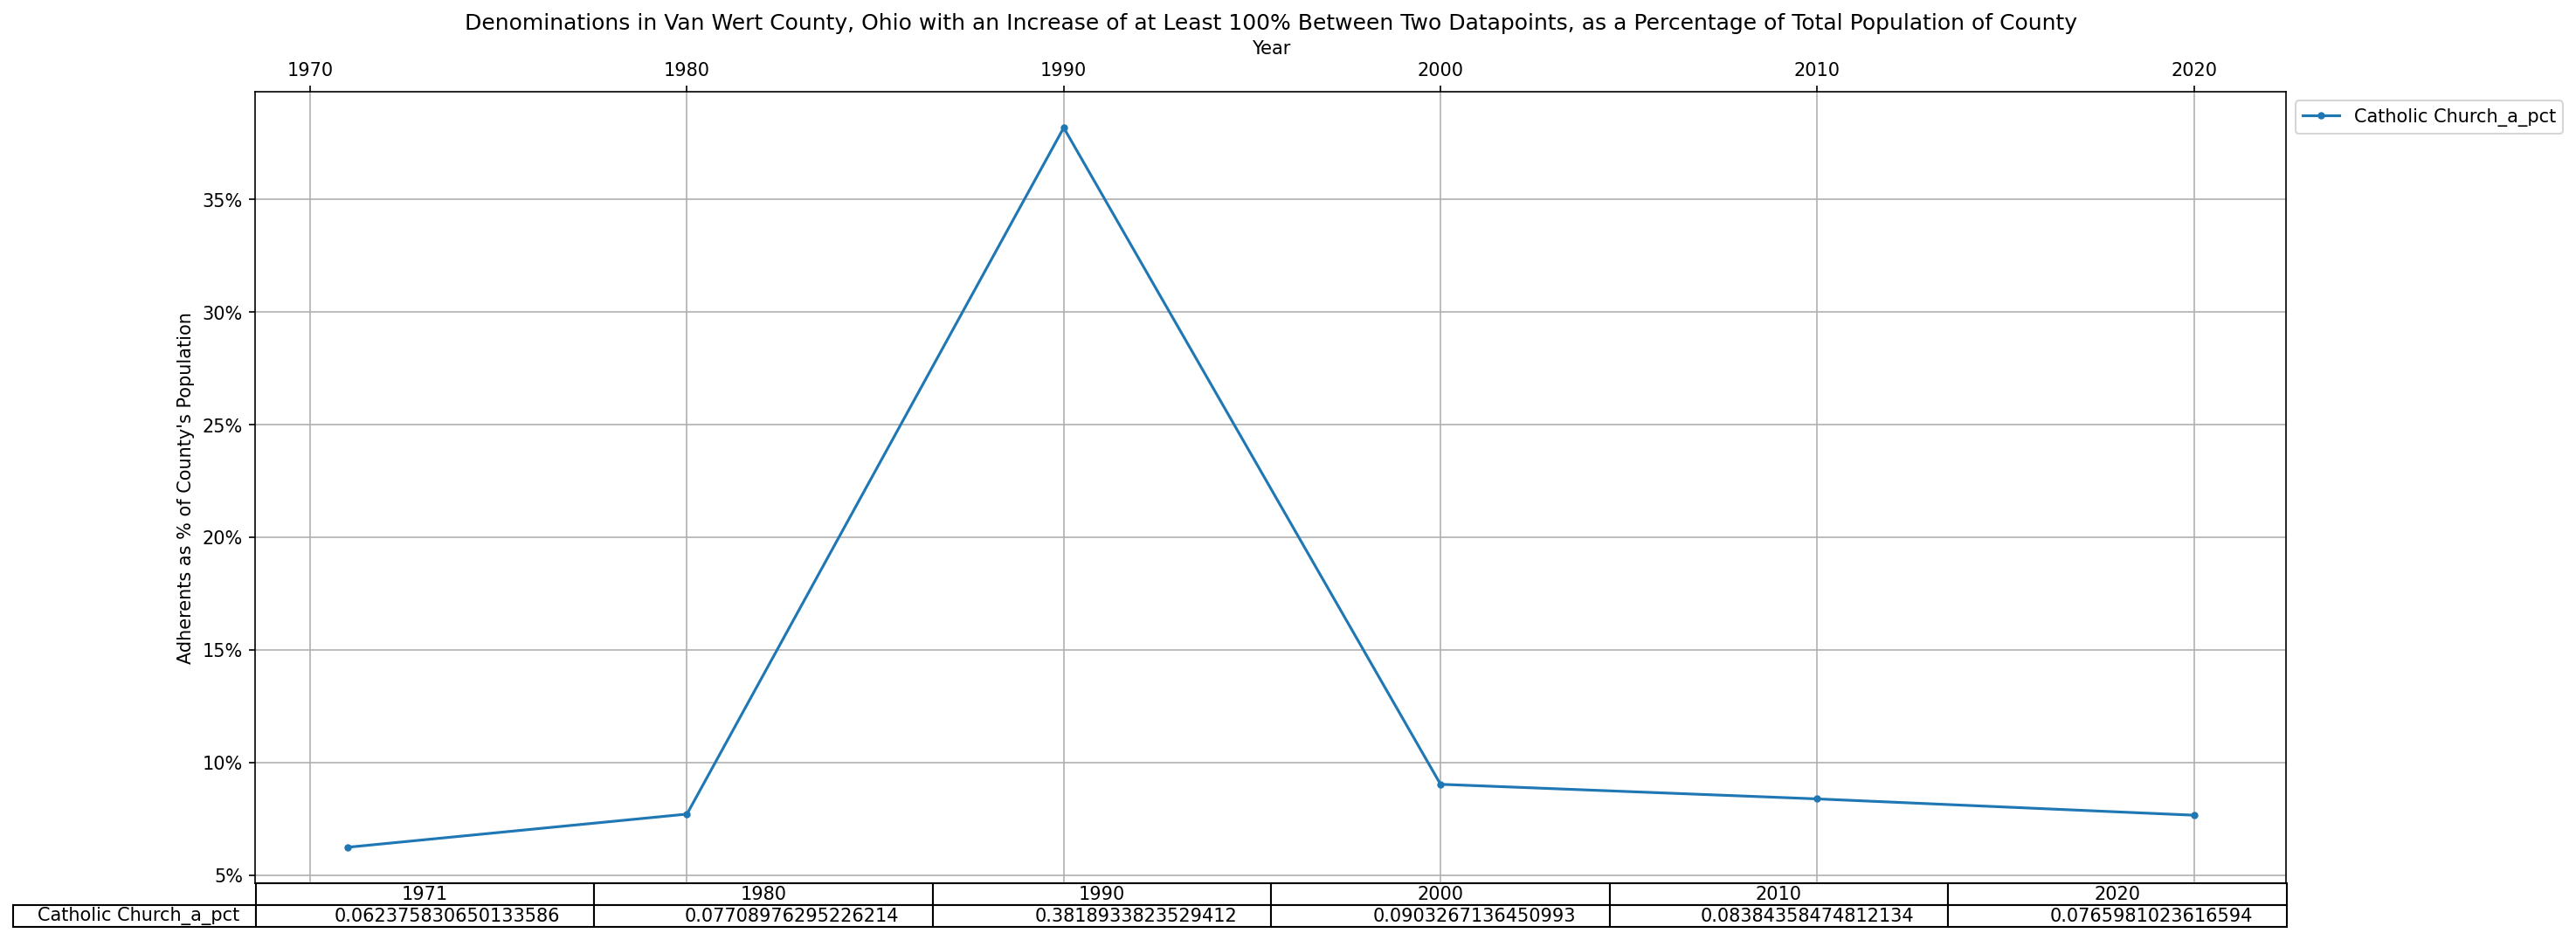 Denominations in Van Wert County, Ohio with an Increase of at Least 100% Between Two Datapoints, as a Percentage of Total Population of County
Year
1970 1980 1990 2000 2010 2020
Catholic Church_a_pct
Adherents as % of County's Population
35%
30%
25%
20%
15%
10%
5%
1971 1980 1990 2000 2010 2020
Catholic Church_a_pct 0.062375830650133586 0.07708976295226214 0.3818933823529412 0.0903267136450993 0.08384358474812134 0.0765981023616594